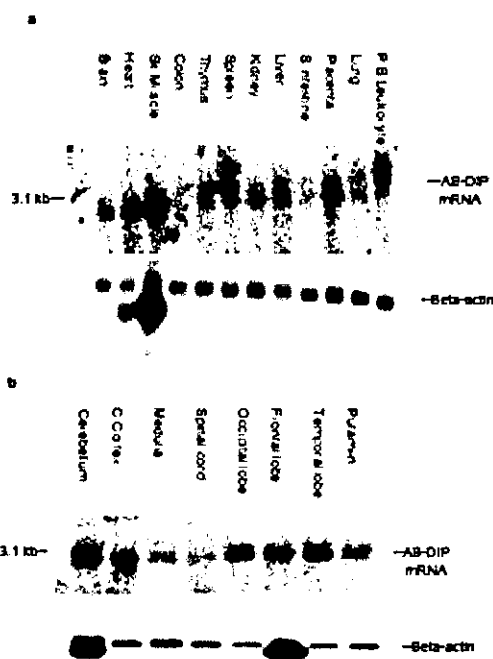 a
Brain
Heart
Sk Muscle
Colon
Thymus
Spleen
Kidney
Liver
S intestine
Placenta
Lung
P B Leukocyte
3.1 kb
AB-DIP
mRNA
Beta-actin
b
Cerebellum
C Cortex
Medulla
Spinal cord
Occipital lobe
Frontal lobe
Temporal lobe
Putamen
3.1 kb
AB-DIP
mRNA
Beta-actin